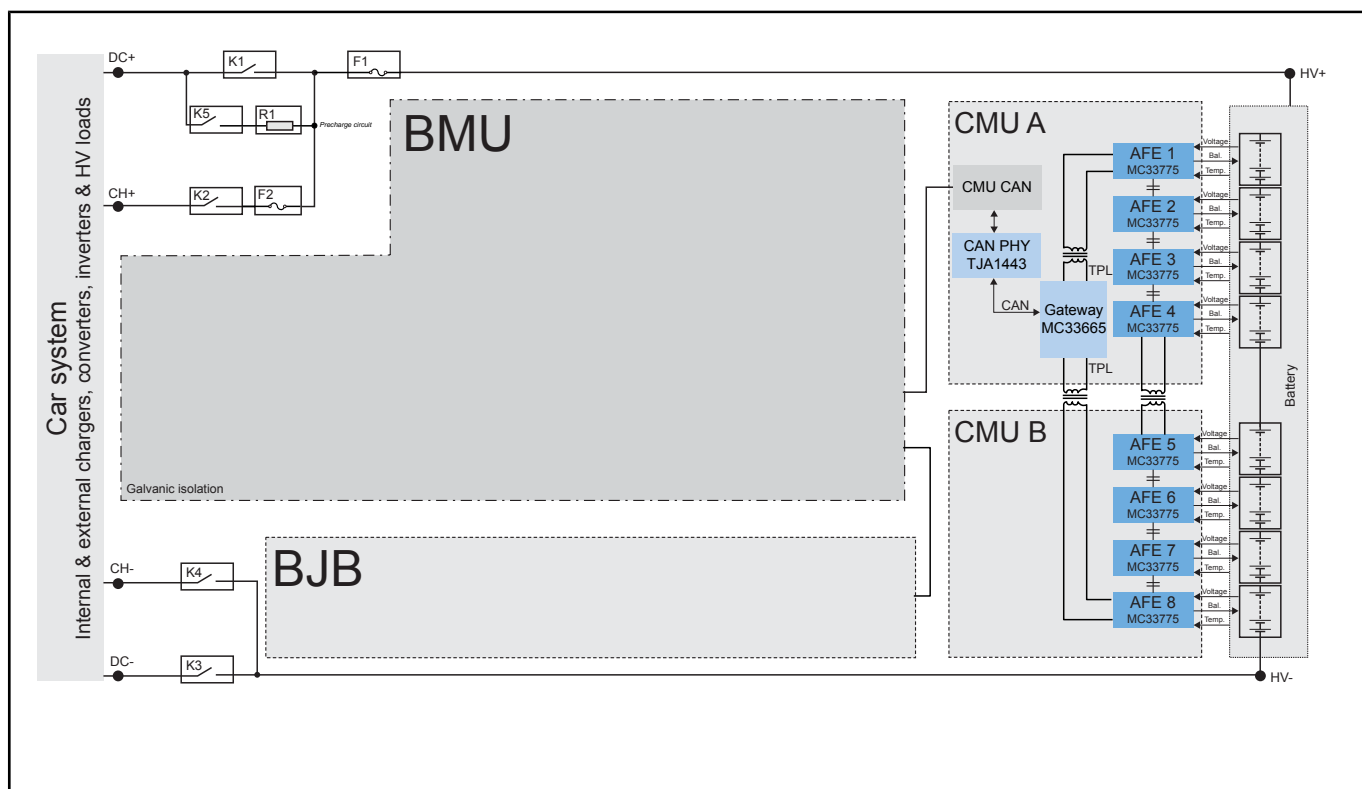 DC+
K1
F1
HV+
K5
R1
Precharge circuit
CH+
K2
F2
Car system
Internal & external chargers, converters, inverters & HV loads
BMU
Galvanic isolation
BJB
CH-
K4
DC-
K3
HV-
CMU A
CMU CAN
CAN PHY
TJA1443
CAN
TPL
Gateway
MC33665
TPL
AFE 1
MC33775
AFE 2
MC33775
AFE 3
MC33775
AFE 4
MC33775
Voltage
Bal.
Temp.
Voltage
Bal.
Temp.
Voltage
Bal.
Temp.
Voltage
Bal.
Temp.
CMU B
AFE 5
MC33775
AFE 6
MC33775
AFE 7
MC33775
AFE 8
MC33775
Voltage
Bal.
Temp.
Voltage
Bal.
Temp.
Voltage
Bal.
Temp.
Voltage
Bal.
Temp.
Battery